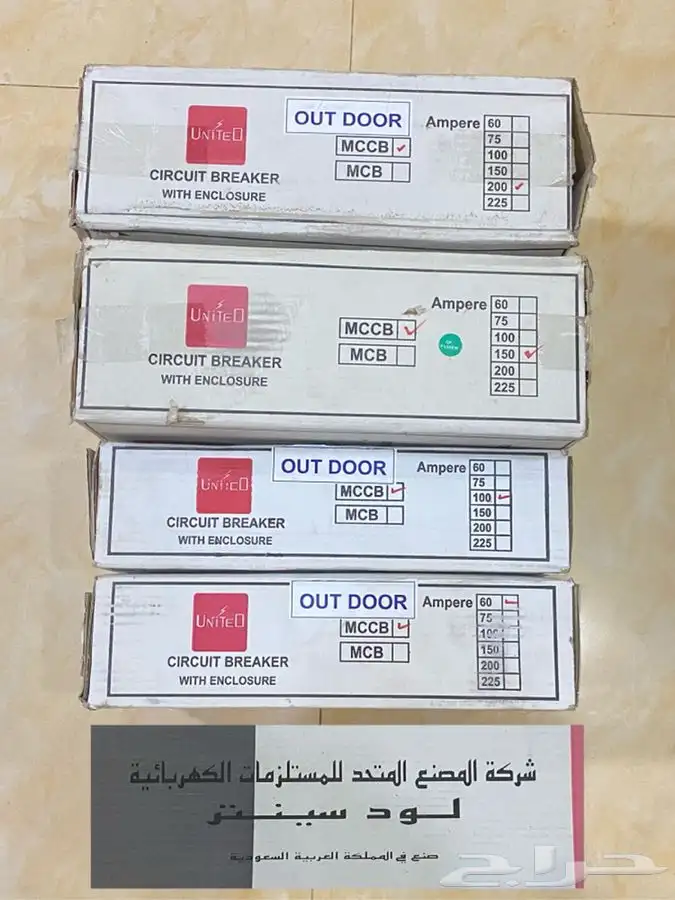 UNITED
OUT DOOR
CIRCUIT BREAKER
WITH ENCLOSURE
MCCB ✓
MCB
Ampere 60
75
100
150
200 ✓
225
UNITED
CIRCUIT BREAKER
WITH ENCLOSURE
MCCB ✓
MCB
Ampere 60
75
100
150 ✓
200
225
UNITED
OUT DOOR
CIRCUIT BREAKER
WITH ENCLOSURE
MCCB ✓
MCB
Ampere 60
75
100 ✓
150
200
225
UNITED
OUT DOOR
CIRCUIT BREAKER
WITH ENCLOSURE
MCCB ✓
MCB
Ampere 60 ✓
75
100
150
200
225
شركة المصنع المتحد للمستلزمات الكهربائية
لود سينتر
صنع في المملكة العربية السعودية
حراج